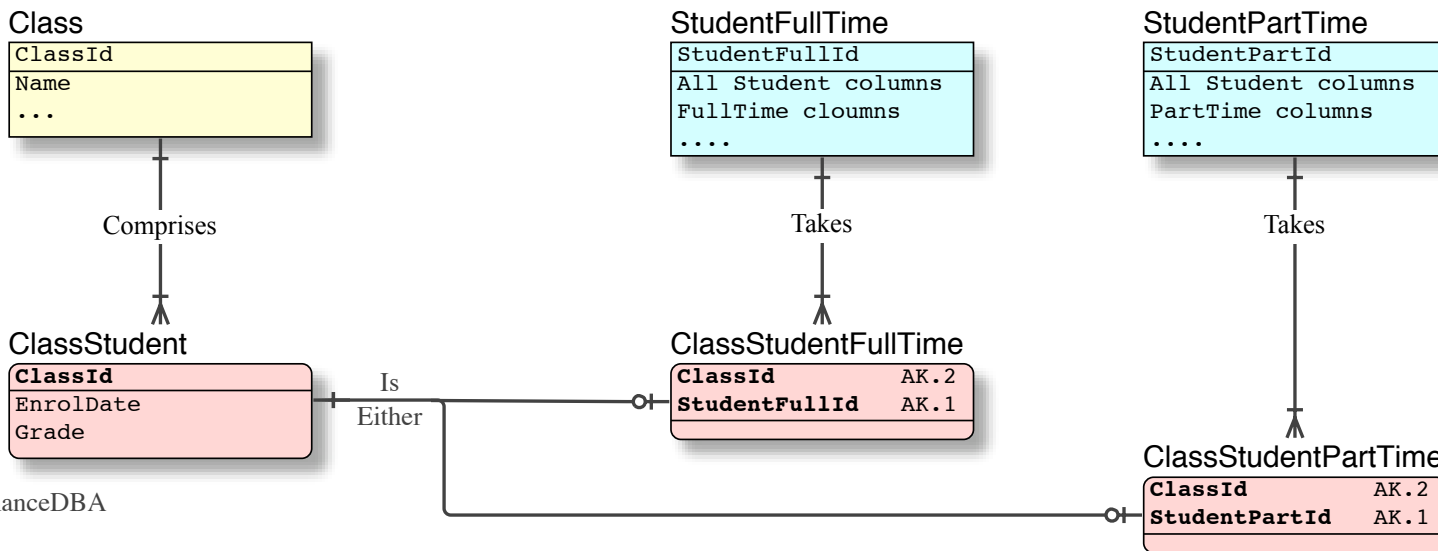 Class
ClassId
Name
...
StudentFullTime
StudentFullId
All Student columns
FullTime cloumns
....
StudentPartTime
StudentPartId
All Student columns
PartTime columns
....
Comprises
Takes
Takes
ClassStudent
ClassId
EnrolDate
Grade
Is
Either
ClassStudentFullTime
ClassId AK.2
StudentFullId AK.1
ClassStudentPartTime
ClassId AK.2
StudentPartId AK.1
anceDBA